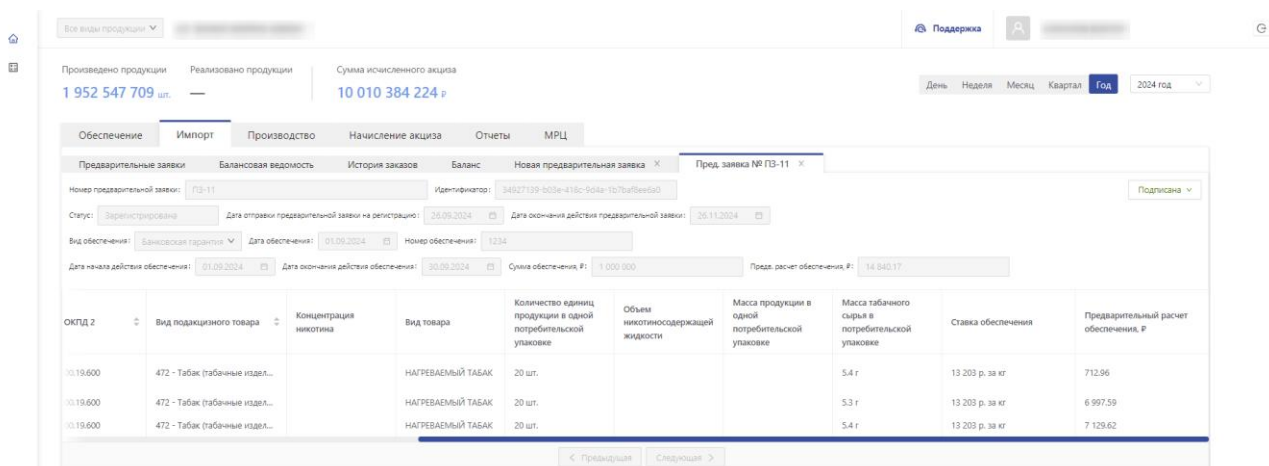 Все виды продукции
Поддержка
Произведено продукции Реализовано продукции Сумма исчисленного акциза
1 952 547 709 шт. — 10 010 384 224 ₽
День Неделя Месяц Квартал Год 2024 год
Обеспечение Импорт Производство Начисление акциза Отчеты МРЦ
Предварительные заявки Балансовая ведомость История заказов Баланс Новая предварительная заявка × Пред. заявка № ПЗ-11 ×
Номер предварительной заявки: ПЗ-11 Идентификатор: 34927139-b03e-418c-9d4a-1b7baf8ee6a0 Подписана
Статус: Зарегистрирована Дата отправки предварительной заявки на регистрацию: 26.09.2024 Дата окончания действия предварительной заявки: 26.11.2024
Вид обеспечения: Банковская гарантия Дата обеспечения: 01.09.2024 Номер обеспечения: 1234
Дата начала действия обеспечения: 01.09.2024 Дата окончания действия обеспечения: 30.09.2024 Сумма обеспечения, ₽: 1 000 000 Предв. расчет обеспечения, ₽: 14 840.17
ОКПД 2 Вид подакцизного товара Концентрация никотина Вид товара Количество единиц продукции в одной потребительской упаковке Объем никотиносодержащей жидкости Масса продукции в одной потребительской упаковке Масса табачного сырья в потребительской упаковке Ставка обеспечения Предварительный расчет обеспечения, ₽
0.19.600 472 - Табак (табачные издел... НАГРЕВАЕМЫЙ ТАБАК 20 шт. 5.4 г 13 203 р. за кг 712.96
0.19.600 472 - Табак (табачные издел... НАГРЕВАЕМЫЙ ТАБАК 20 шт. 5.3 г 13 203 р. за кг 6 997.59
0.19.600 472 - Табак (табачные издел... НАГРЕВАЕМЫЙ ТАБАК 20 шт. 5.4 г 13 203 р. за кг 7 129.62
< Предыдущая Следующая >